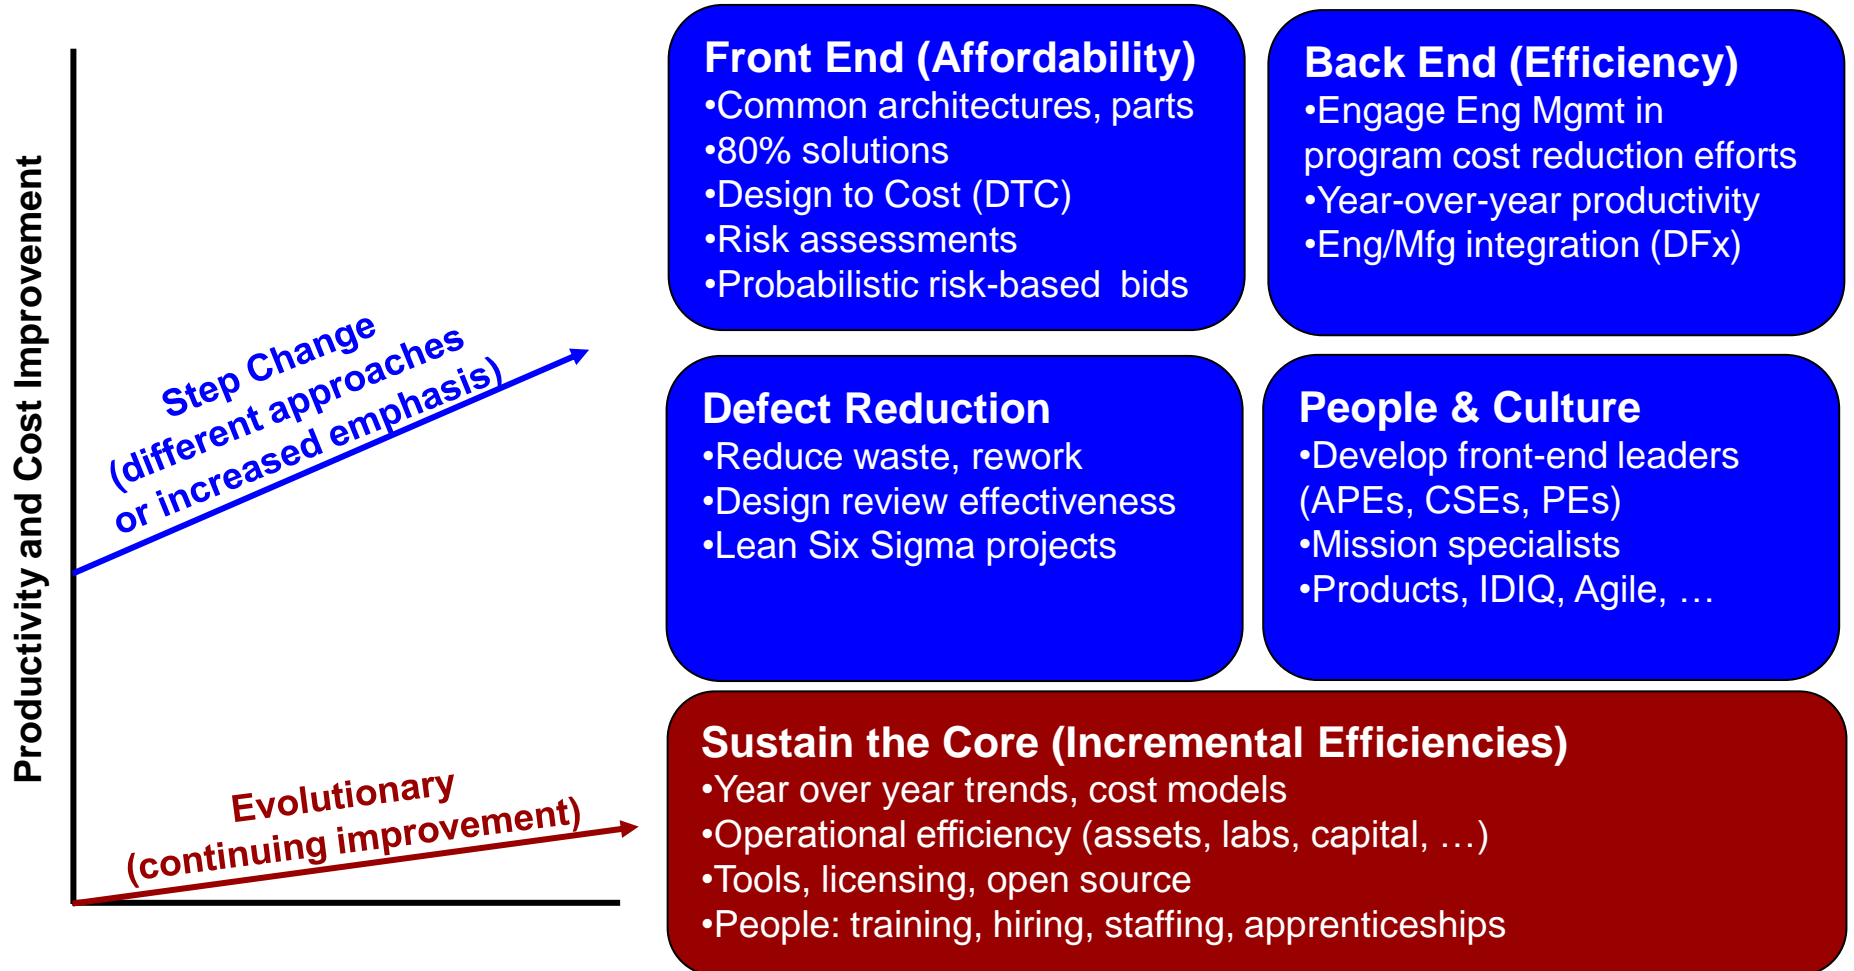 Productivity and Cost Improvement
Step Change
(different approaches
or increased emphasis)
Evolutionary
(continuing improvement)
Front End (Affordability)
•Common architectures, parts
•80% solutions
•Design to Cost (DTC)
•Risk assessments
•Probabilistic risk-based  bids
Back End (Efficiency)
•Engage Eng Mgmt in
program cost reduction efforts
•Year-over-year productivity
•Eng/Mfg integration (DFx)
Defect Reduction
•Reduce waste, rework
•Design review effectiveness
•Lean Six Sigma projects
People & Culture
•Develop front-end leaders
(APEs, CSEs, PEs)
•Mission specialists
•Products, IDIQ, Agile, …
Sustain the Core (Incremental Efficiencies)
•Year over year trends, cost models
•Operational efficiency (assets, labs, capital, …)
•Tools, licensing, open source
•People: training, hiring, staffing, apprenticeships